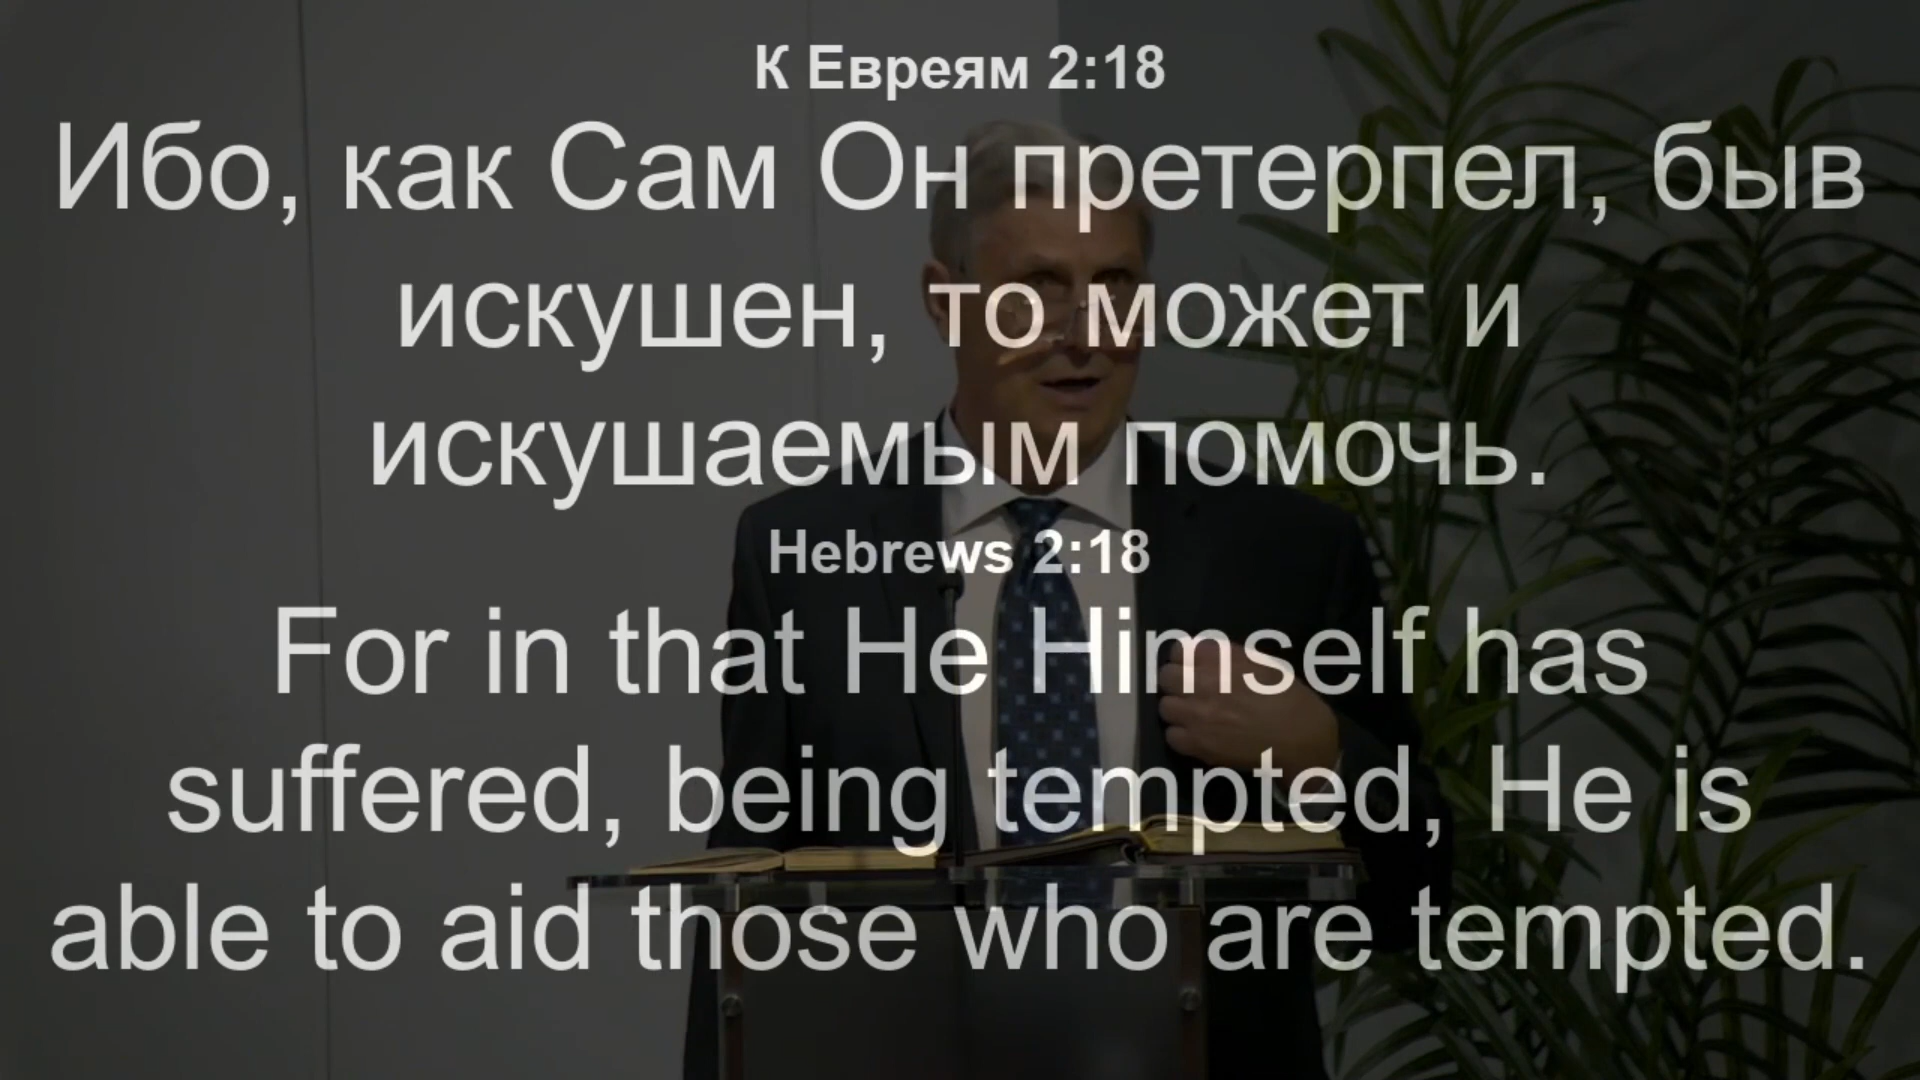 К Евреям 2:18
Ибо, как Сам Он претерпел, быв
искушен, то может и
искушаемым помочь.
Hebrews 2:18
For in that He Himself has
suffered, being tempted, He is
able to aid those who are tempted.